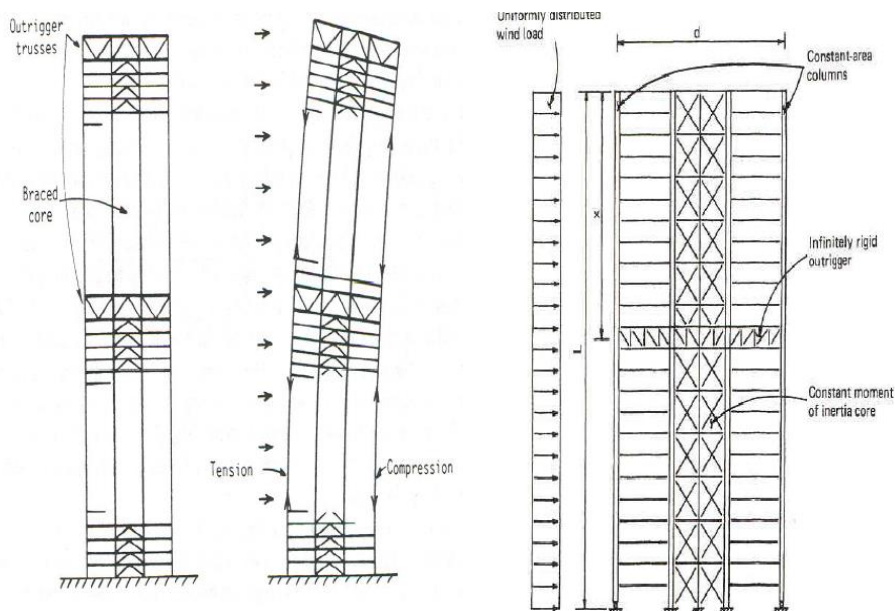 Outrigger
trusses
Braced
core
Tension
Compression
Uniformly distributed
wind load
d
Constant-area
columns
x
Infinitely rigid
outrigger
L
Constant moment
of inertia core